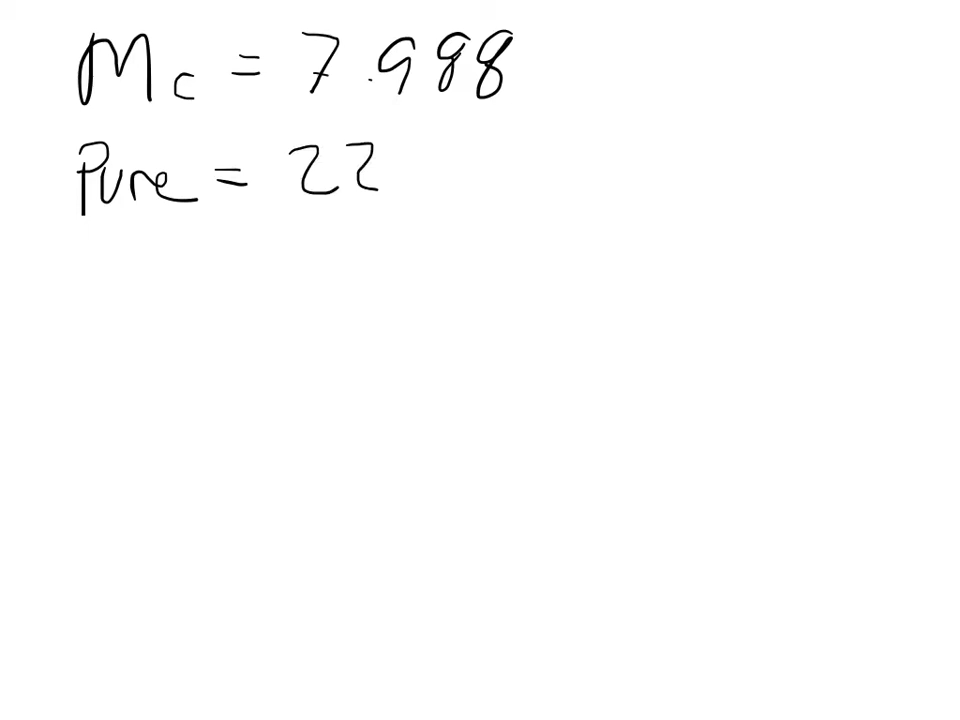 Mc = 7.988
Pure = 22